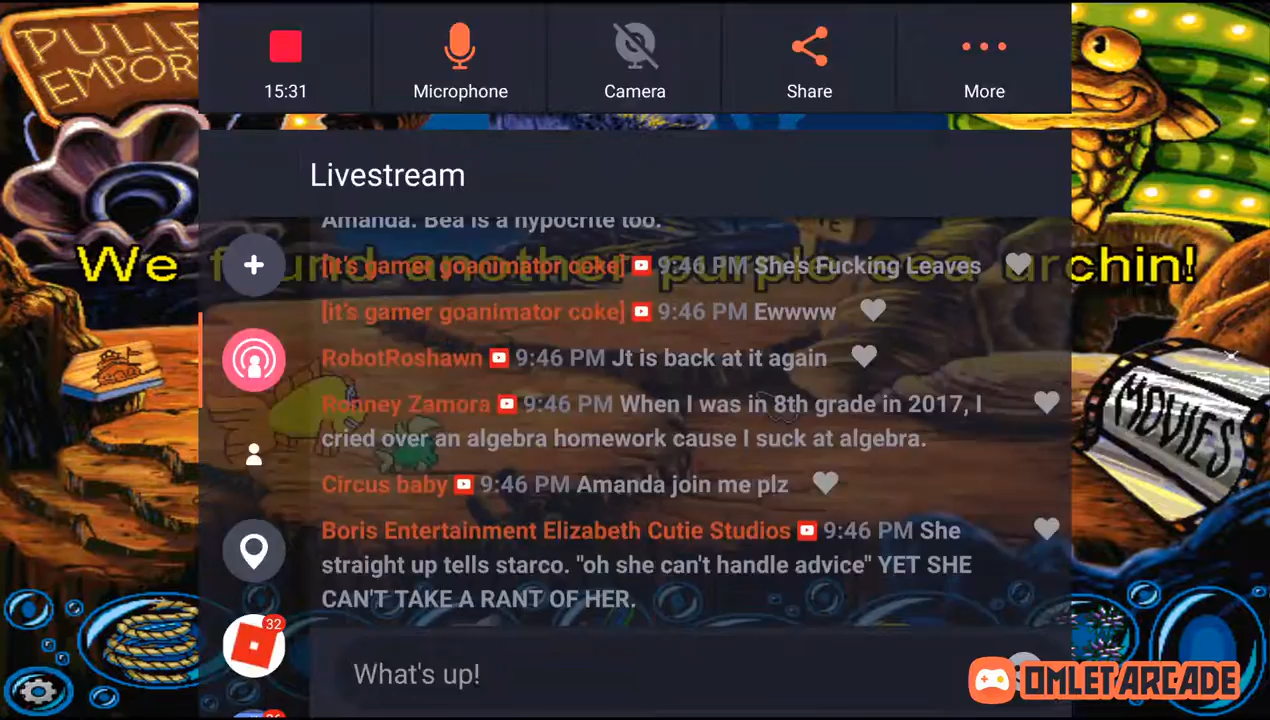 PULLE
EMPOR
15:31
Microphone
Camera
Share
More
Livestream
Amanda. Bea is a hypocrite too.
We found another purple sea urchin!
[it's gamer goanimator coke] 9:46 PM She's Fucking Leaves
[it's gamer goanimator coke] 9:46 PM Ewwww
RobotRoshawn 9:46 PM Jt is back at it again
Ronney Zamora 9:46 PM When I was in 8th grade in 2017, I
cried over an algebra homework cause I suck at algebra.
MOVIES
Circus baby 9:46 PM Amanda join me plz
Boris Entertainment Elizabeth Cutie Studios 9:46 PM She
straight up tells starco. "oh she can't handle advice" YET SHE
CAN'T TAKE A RANT OF HER.
32
What's up!
OMLET ARCADE